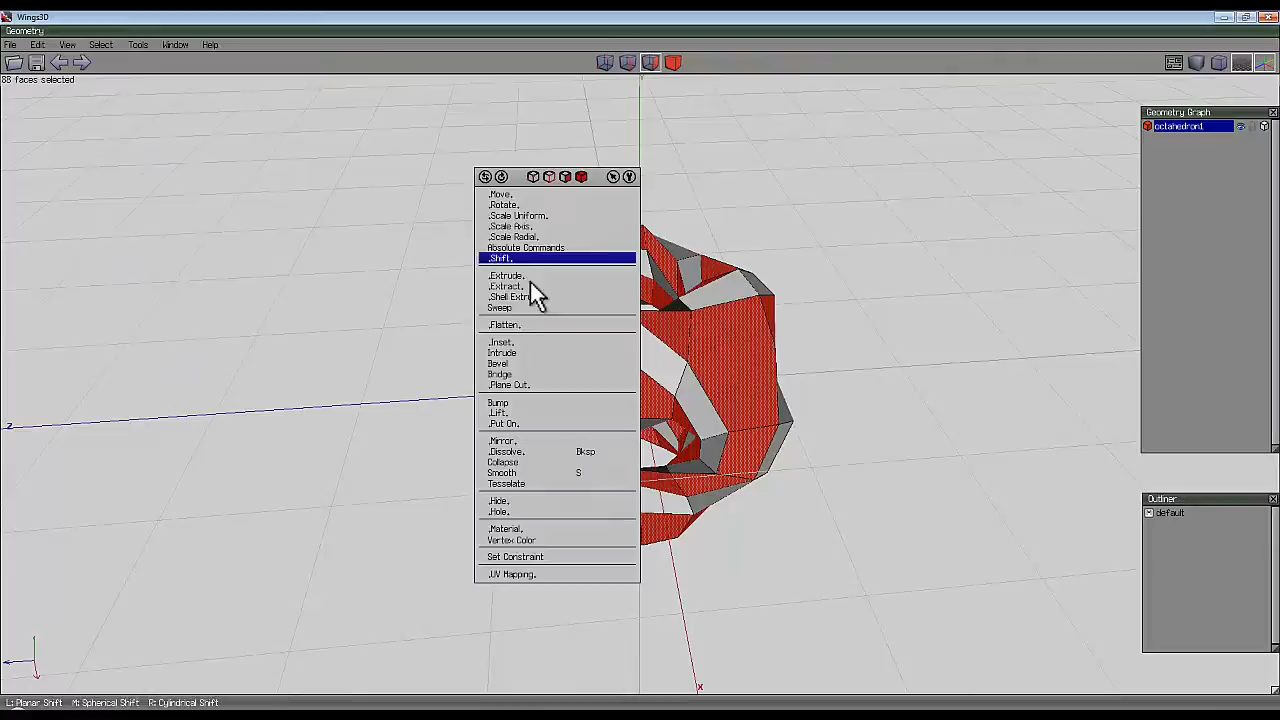 Wings3D
Geometry
File Edit View Select Tools Window Help
88 faces selected
Geometry Graph
octahedron1
.Move.
.Rotate.
.Scale Uniform.
.Scale Axis.
.Scale Radial.
Absolute Commands
.Shift.
.Extrude.
.Extract.
.Shell Extru
Sweep
.Flatten.
.Inset.
Intrude
Bevel
Bridge
.Plane Cut.
Bump
.Lift.
.Put On.
.Mirror.
.Dissolve. Bksp
Collapse
Smooth S
Tesselate
.Hide.
.Hole.
.Material.
Vertex Color
Set Constraint
.UV Mapping.
Outliner
default
Y
Z
X
L: Planar Shift M: Spherical Shift R: Cylindrical Shift